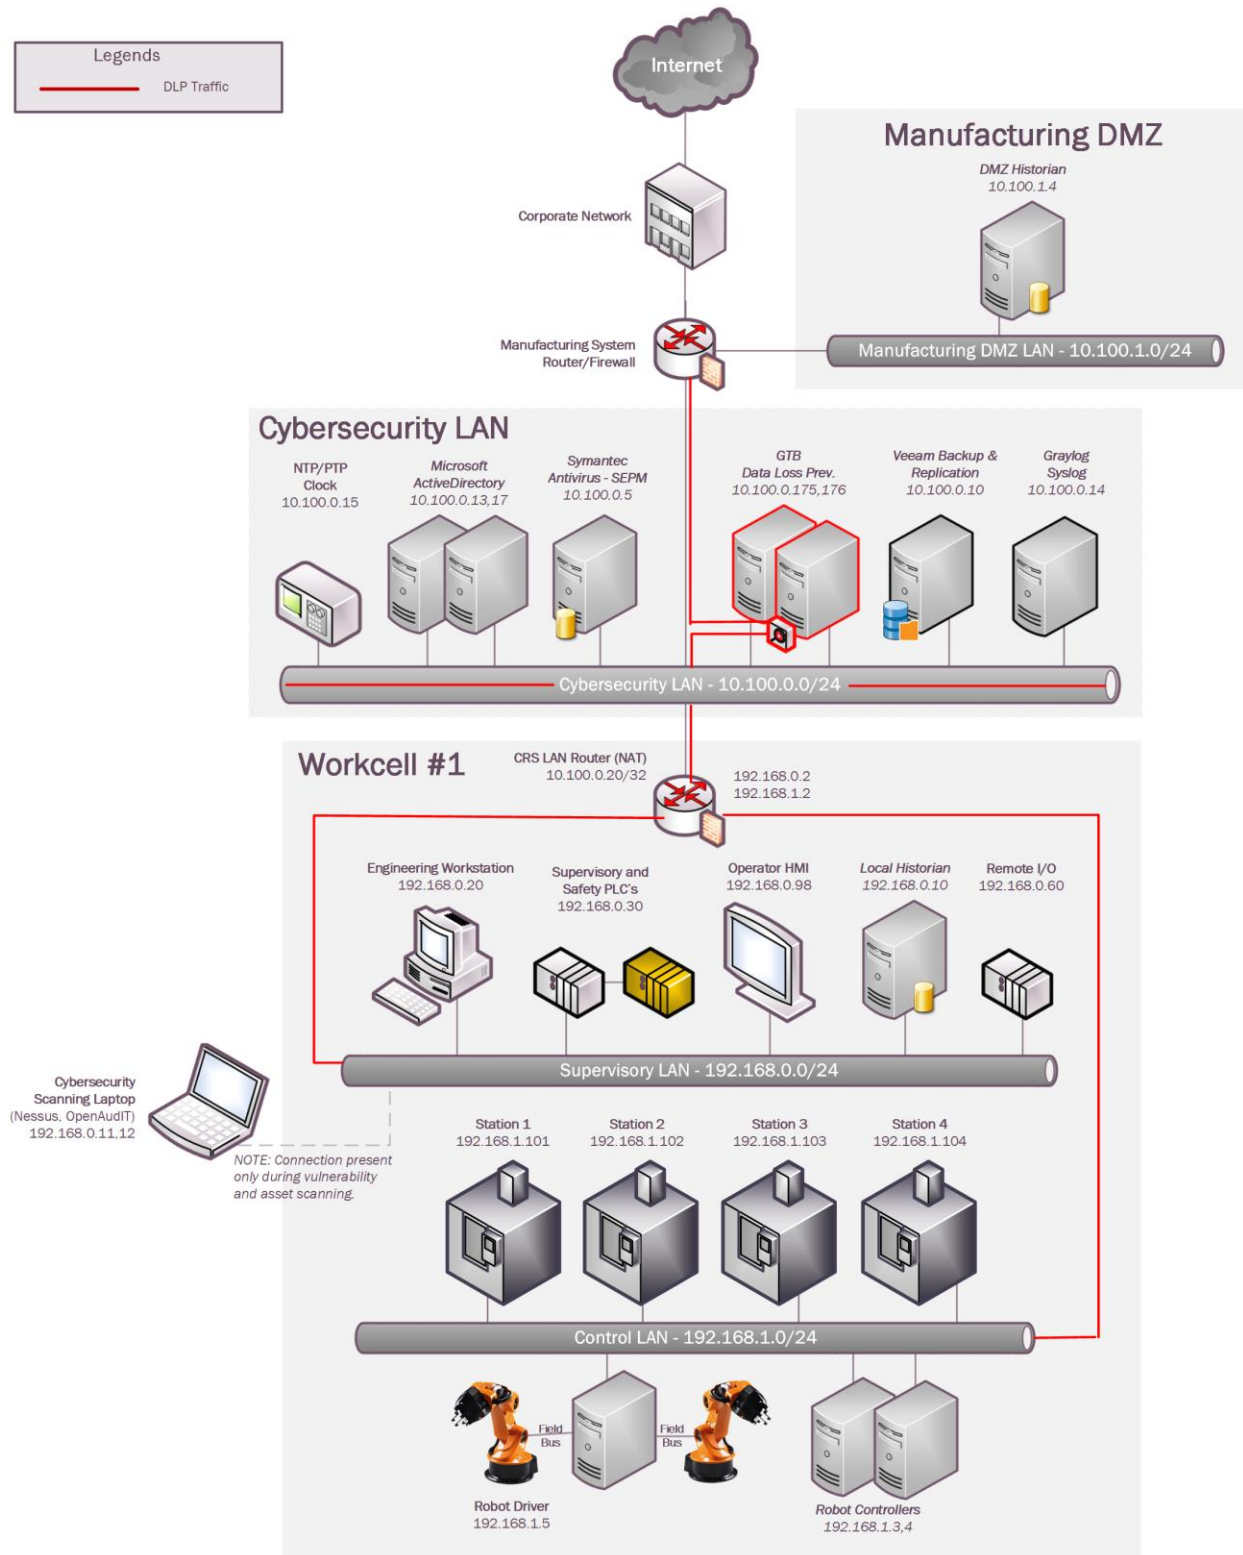 Legends
DLP Traffic
Internet
Manufacturing DMZ
DMZ Historian
10.100.1.4
Corporate Network
Manufacturing System
Router/Firewall
Manufacturing DMZ LAN - 10.100.1.0/24
Cybersecurity LAN
NTP/PTP
Clock
10.100.0.15
Microsoft
ActiveDirectory
10.100.0.13,17
Symantec
Antivirus - SEPM
10.100.0.5
GTB
Data Loss Prev.
10.100.0.175,176
Veeam Backup &
Replication
10.100.0.10
Graylog
Syslog
10.100.0.14
Cybersecurity LAN - 10.100.0.0/24
Workcell #1
CRS LAN Router (NAT)
10.100.0.20/32
192.168.0.2
192.168.1.2
Engineering Workstation
192.168.0.20
Supervisory and
Safety PLC's
192.168.0.30
Operator HMI
192.168.0.98
Local Historian
192.168.0.10
Remote I/O
192.168.0.60
Supervisory LAN - 192.168.0.0/24
Cybersecurity
Scanning Laptop
(Nessus, OpenAudIT)
192.168.0.11,12
NOTE: Connection present
only during vulnerability
and asset scanning.
Station 1
192.168.1.101
Station 2
192.168.1.102
Station 3
192.168.1.103
Station 4
192.168.1.104
Control LAN - 192.168.1.0/24
Field
Bus
Field
Bus
Robot Driver
192.168.1.5
Robot Controllers
192.168.1.3,4